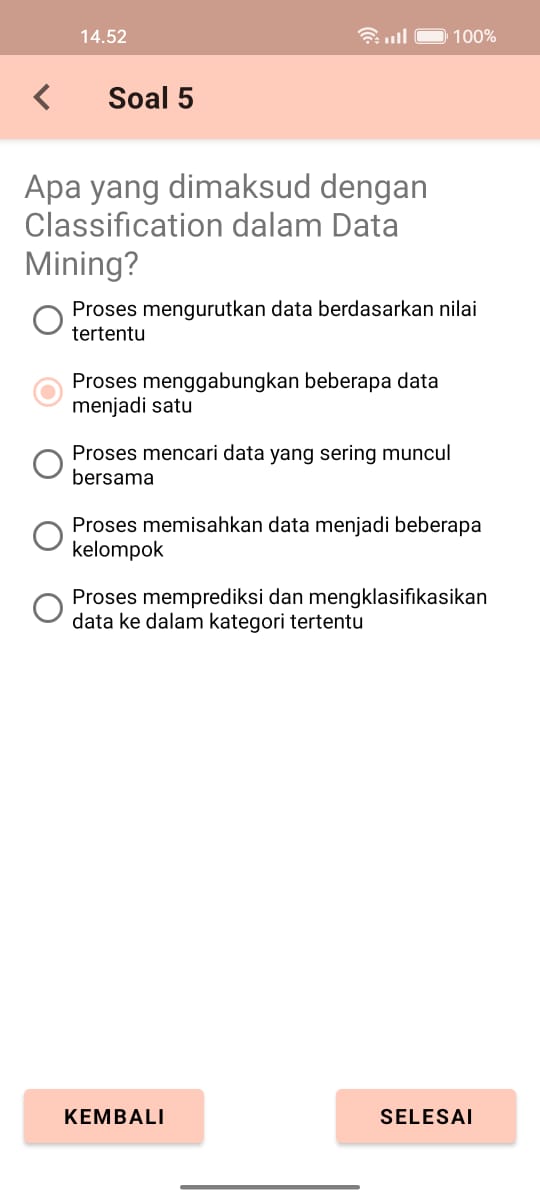 14.52
100%
Soal 5
Apa yang dimaksud dengan
Classification dalam Data
Mining?
Proses mengurutkan data berdasarkan nilai
tertentu
Proses menggabungkan beberapa data
menjadi satu
Proses mencari data yang sering muncul
bersama
Proses memisahkan data menjadi beberapa
kelompok
Proses memprediksi dan mengklasifikasikan
data ke dalam kategori tertentu
KEMBALI
SELESAI